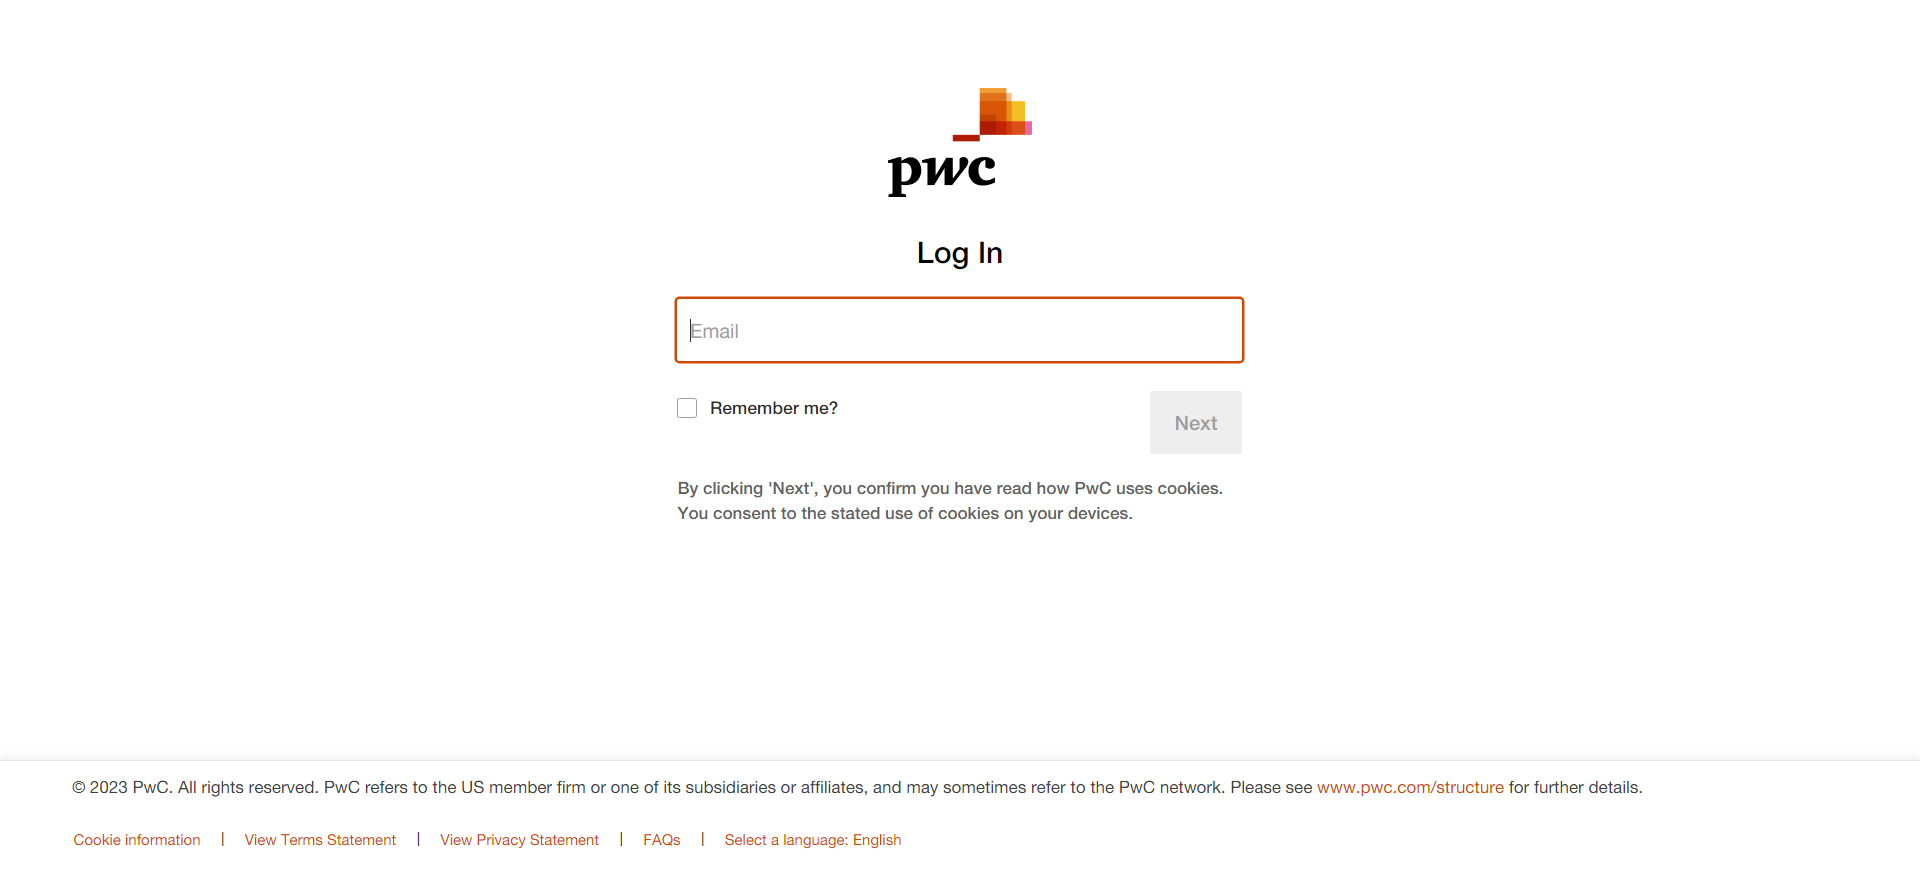 pwc
Log In
Email
Remember me?
Next
By clicking 'Next', you confirm you have read how PwC uses cookies.
You consent to the stated use of cookies on your devices.
© 2023 PwC. All rights reserved. PwC refers to the US member firm or one of its subsidiaries or affiliates, and may sometimes refer to the PwC network. Please see www.pwc.com/structure for further details.
Cookie information | View Terms Statement | View Privacy Statement | FAQs | Select a language: English